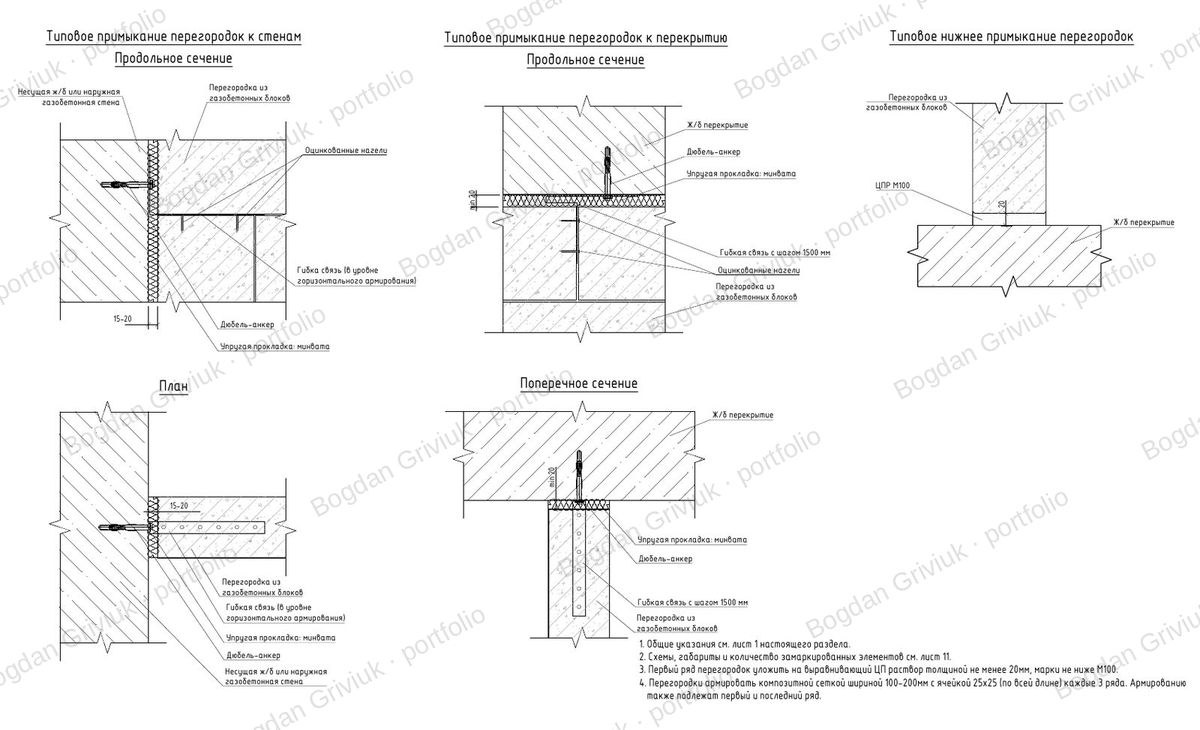 Типовое примыкание перегородок к стенам
Продольное сечение
Несущая ж/б или наружная
газобетонная стена
Перегородка из
газобетонных блоков
Оцинкованные нагели
Гибка связь (в уровне
горизонтального армирования)
15-20
Дюбель-анкер
Упругая прокладка: минвата
План
15-20
Перегородка из
газобетонных блоков
Гибкая связь (в уровне
горизонтального армирования)
Упругая прокладка: минвата
Дюбель-анкер
Несущая ж/б или наружная
газобетонная стена
Типовое примыкание перегородок к перекрытию
Продольное сечение
Ж/б перекрытие
Дюбель-анкер
Упругая прокладка: минвата
min 20
Гибкая связь с шагом 1500 мм
Оцинкованные нагели
Перегородка из
газобетонных блоков
Поперечное сечение
Ж/б перекрытие
min 20
Упругая прокладка: минвата
Дюбель-анкер
Гибкая связь с шагом 1500 мм
Перегородка из
газобетонных блоков
Типовое нижнее примыкание перегородок
Перегородка из
газобетонных блоков
ЦПР М100
20
Ж/б перекрытие
1. Общие указания см. лист 1 настоящего раздела.
2. Схемы, габариты и количество замаркированных элементов см. лист 11.
3. Первый ряд перегородок уложить на выравнивающий ЦП раствор толщиной не менее 20мм, марки не ниже М100.
4. Перегородки армировать композитной сеткой шириной 100-200мм с ячейкой 25х25 (по всей длине) каждые 3 ряда. Армированию
также подлежат первый и последний ряд.
Bogdan Griviuk · portfolio